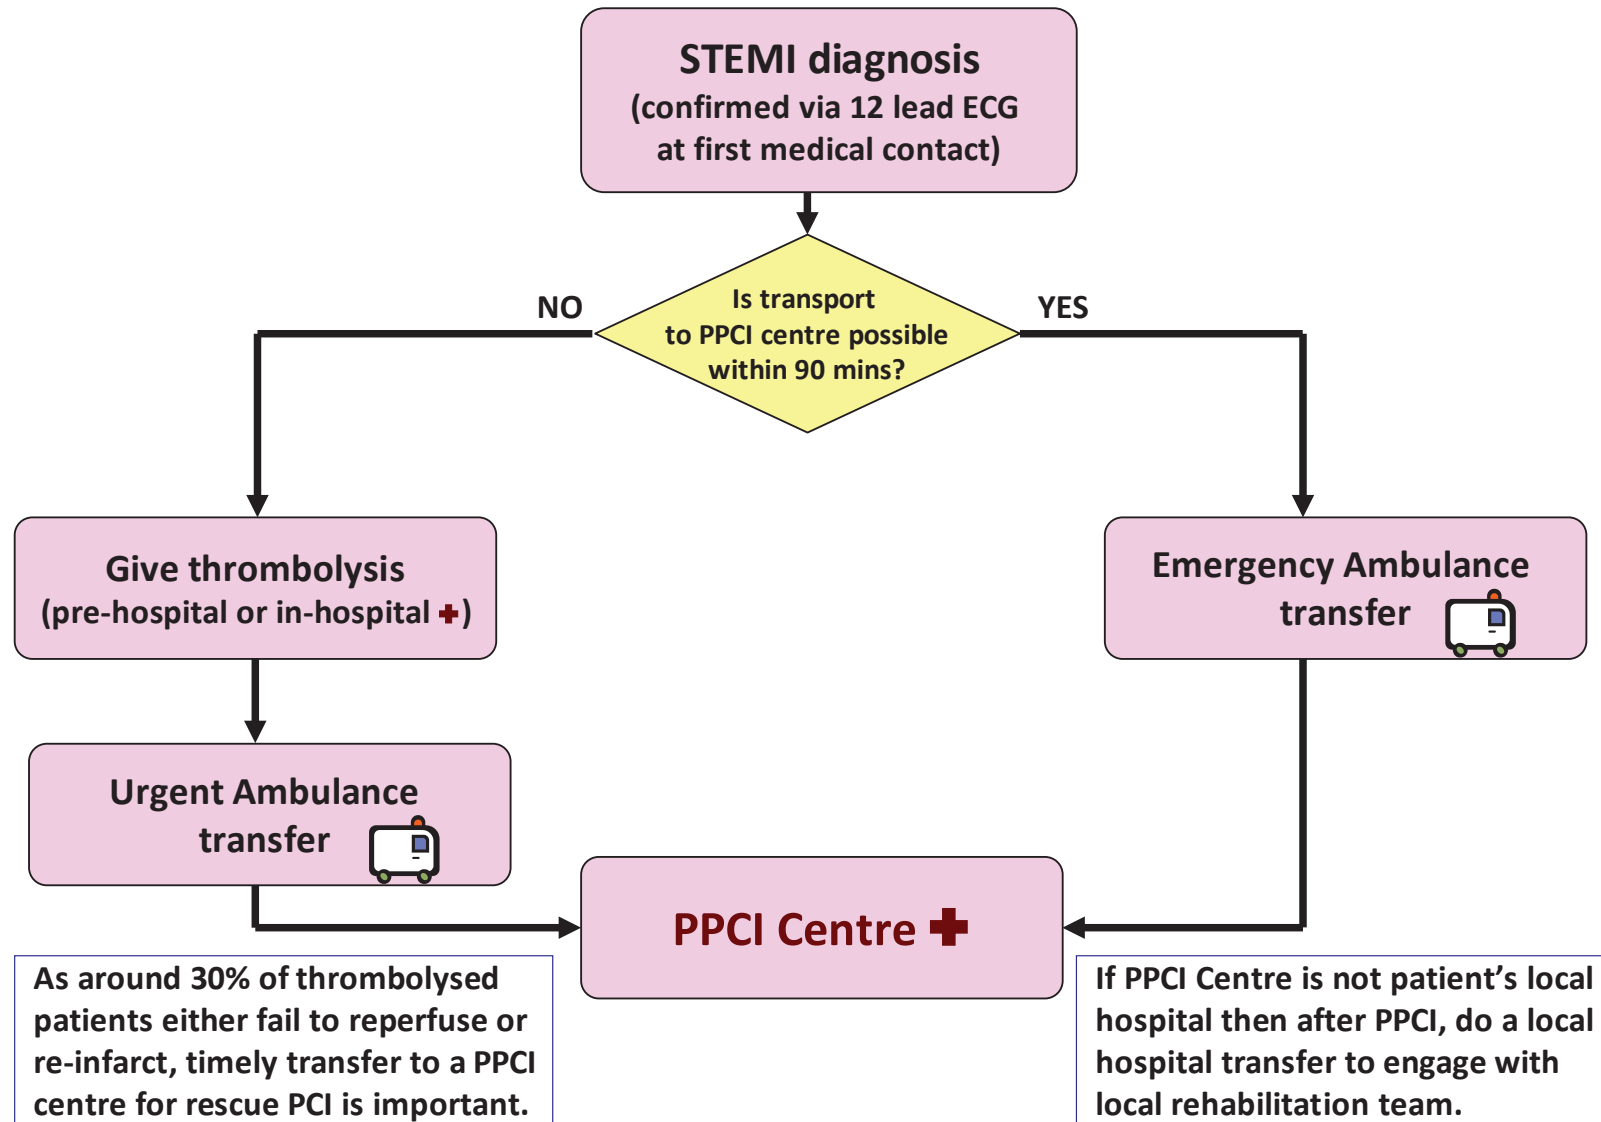 STEMI diagnosis
(confirmed via 12 lead ECG
at first medical contact)
Is transport
to PPCI centre possible
within 90 mins?
NO
YES
Give thrombolysis
(pre-hospital or in-hospital )
Emergency Ambulance
transfer
Urgent Ambulance
transfer
PPCI Centre
As around 30% of thrombolysed
patients either fail to reperfuse or
re-infarct, timely transfer to a PPCI
centre for rescue PCI is important.
If PPCI Centre is not patient’s local
hospital then after PPCI, do a local
hospital transfer to engage with
local rehabilitation team.